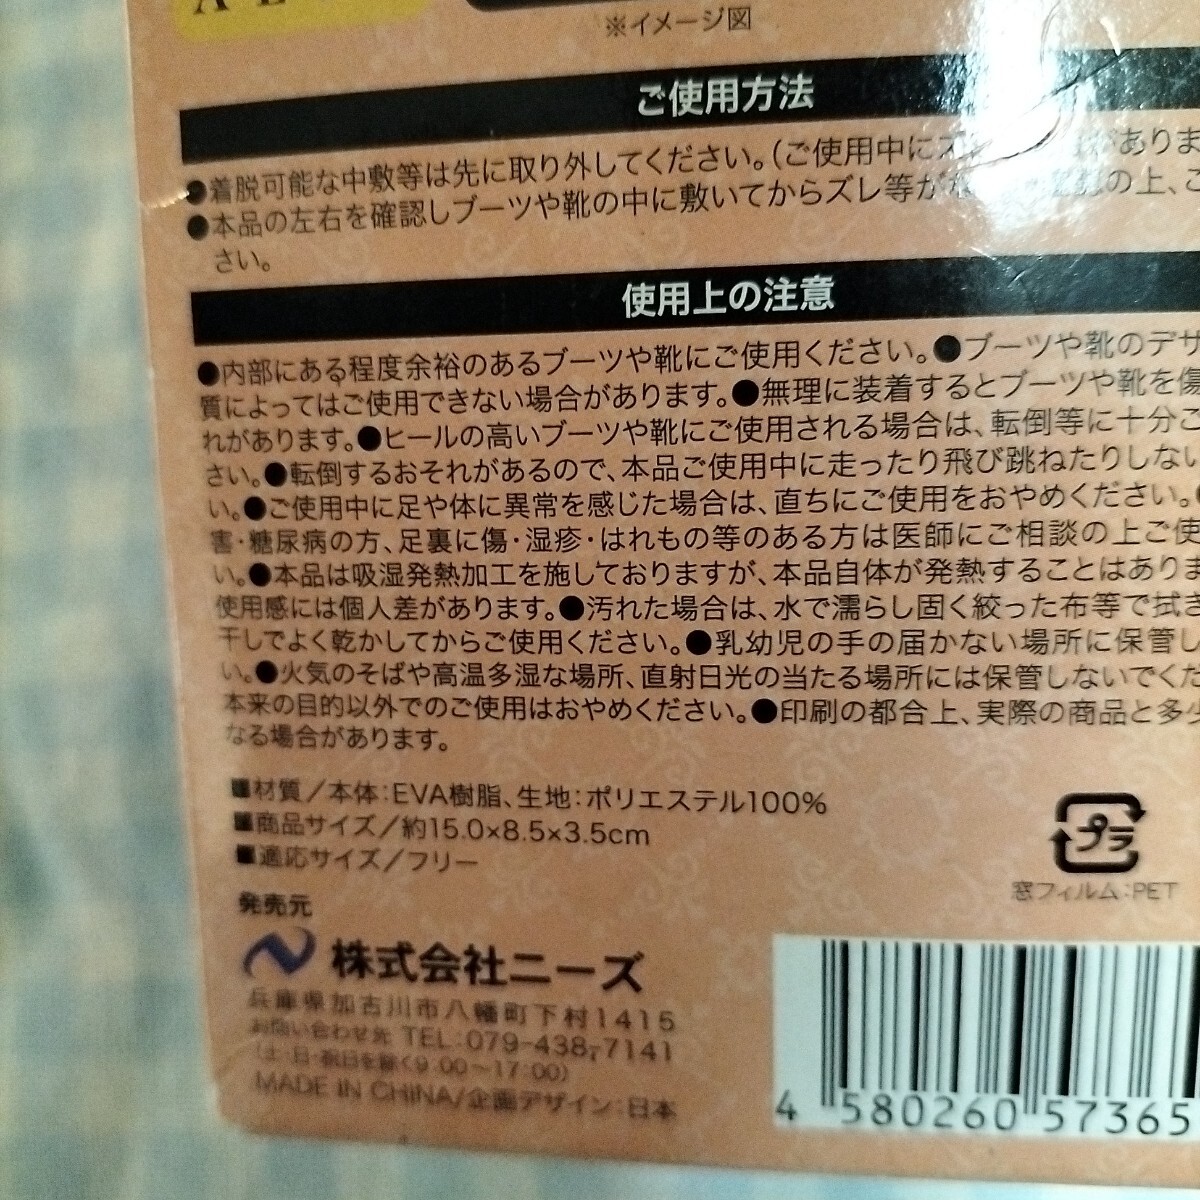 ※イメージ図
ご使用方法
●着脱可能な中敷等は先に取り外してください。(ご使用中にズ がありま
●本品の左右を確認しブーツや靴の中に敷いてからズレ等が の上、ご
さい。
使用上の注意
●内部にある程度余裕のあるブーツや靴にご使用ください。●ブーツや靴のデザ
質によってはご使用できない場合があります。●無理に装着するとブーツや靴を傷
れがあります。●ヒールの高いブーツや靴にご使用される場合は、転倒等に十分ご
さい。●転倒するおそれがあるので、本品ご使用中に走ったり飛び跳ねたりしない
い。●ご使用中に足や体に異常を感じた場合は、直ちにご使用をおやめください。
害・糖尿病の方、足裏に傷・湿疹・はれもの等のある方は医師にご相談の上ご使
い。●本品は吸湿発熱加工を施しておりますが、本品自体が発熱することはありま
使用感には個人差があります。●汚れた場合は、水で濡らし固く絞った布等で拭き
干しでよく乾かしてからご使用ください。●乳幼児の手の届かない場所に保管し
い。●火気のそばや高温多湿な場所、直射日光の当たる場所には保管しないでくだ
本来の目的以外でのご使用はおやめください。●印刷の都合上、実際の商品と多少
なる場合があります。
■材質／本体：EVA樹脂、生地：ポリエステル100%
■商品サイズ／約15.0×8.5×3.5cm
■適応サイズ／フリー
プラ
窓フィルム：PET
発売元
株式会社ニーズ
兵庫県加古川市八幡町下村1415
お問い合わせ先 TEL:079-438-7141
(土・日・祝日を除く9:00〜17:00)
MADE IN CHINA/企画デザイン：日本
4 580260 57365